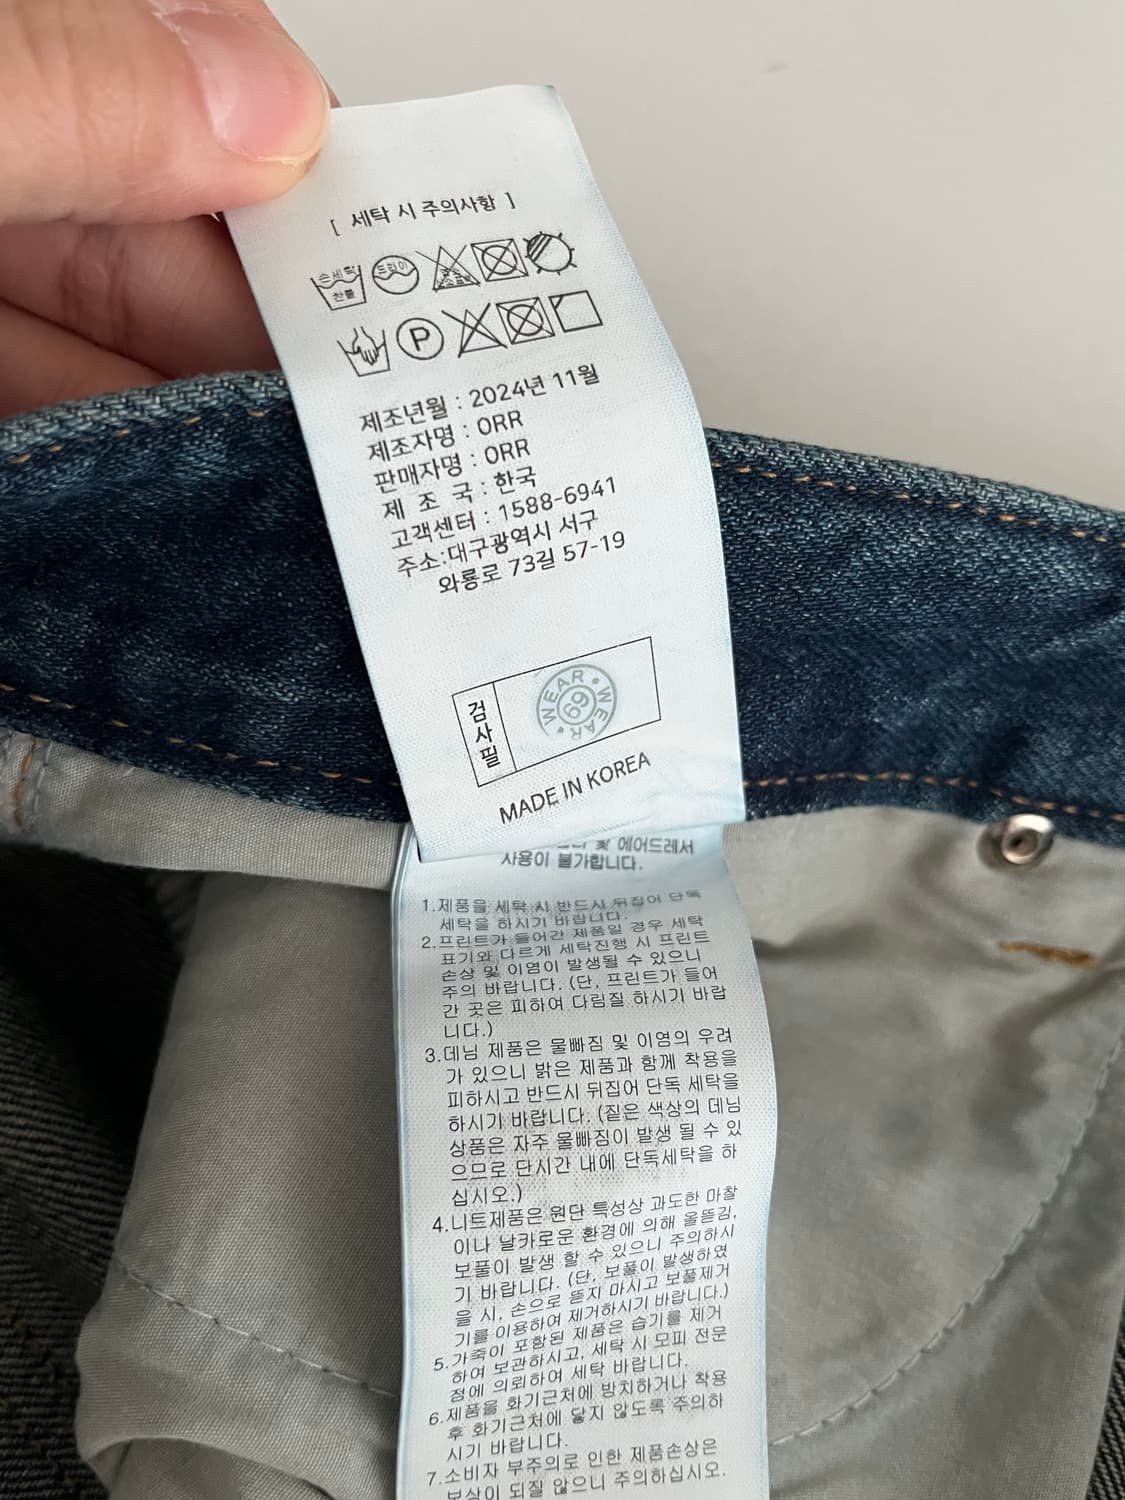 [ 세탁 시 주의사항 ]
손세탁
찬물
드라이
염소표백
P
제조년월 : 2024년 11월
제조자명 : ORR
판매자명 : ORR
제 조 국 : 한국
고객센터 : 1588-6941
주소:대구광역시 서구
와룡로 73길 57-19
검사필
WEAR • WEAR •
69
MADE IN KOREA
및 에어드레서
사용이 불가합니다.
1.제품을 세탁 시 반드시 뒤집어 단독
세탁을 하시기 바랍니다.
2.프린트가 들어간 제품일 경우 세탁
표기와 다르게 세탁진행 시 프린트
손상 및 이염이 발생될 수 있으니
주의 바랍니다. (단, 프린트가 들어
간 곳은 피하여 다림질 하시기 바랍
니다.)
3.데님 제품은 물빠짐 및 이염의 우려
가 있으니 밝은 제품과 함께 착용을
피하시고 반드시 뒤집어 단독 세탁을
하시기 바랍니다. (짙은 색상의 데님
상품은 자주 물빠짐이 발생 될 수 있
으므로 단시간 내에 단독세탁을 하
십시오.)
4.니트제품은 원단 특성상 과도한 마찰
이나 날카로운 환경에 의해 올뜯김,
보풀이 발생 할 수 있으니 주의하시
기 바랍니다. (단, 보풀이 발생하였
을 시, 손으로 뜯지 마시고 보풀제거
기를 이용하여 제거하시기 바랍니다.)
5.가죽이 포함된 제품은 습기를 제거
하여 보관하시고, 세탁 시 모피 전문
점에 의뢰하여 세탁 바랍니다.
6.제품을 화기근처에 방치하거나 착용
후 화기근처에 닿지 않도록 주의하
시기 바랍니다.
7.소비자 부주의로 인한 제품손상은
보상이 되질 않으니 주의하십시오.